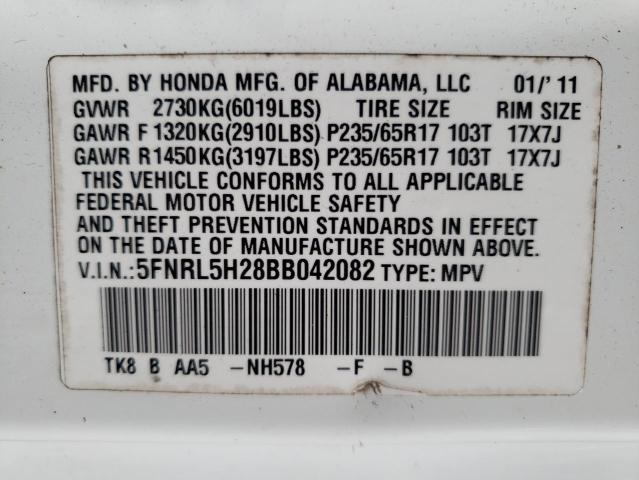 MFD. BY HONDA MFG. OF ALABAMA, LLC 01/'11
GVWR 2730KG(6019LBS) TIRE SIZE RIM SIZE
GAWR F 1320KG(2910LBS) P235/65R17 103T 17X7J
GAWR R1450KG(3197LBS) P235/65R17 103T 17X7J
THIS VEHICLE CONFORMS TO ALL APPLICABLE
FEDERAL MOTOR VEHICLE SAFETY
AND THEFT PREVENTION STANDARDS IN EFFECT
ON THE DATE OF MANUFACTURE SHOWN ABOVE.
V.I.N.:5FNRL5H28BB042082 TYPE: MPV
TK8 B AA5 -NH578 -F -B